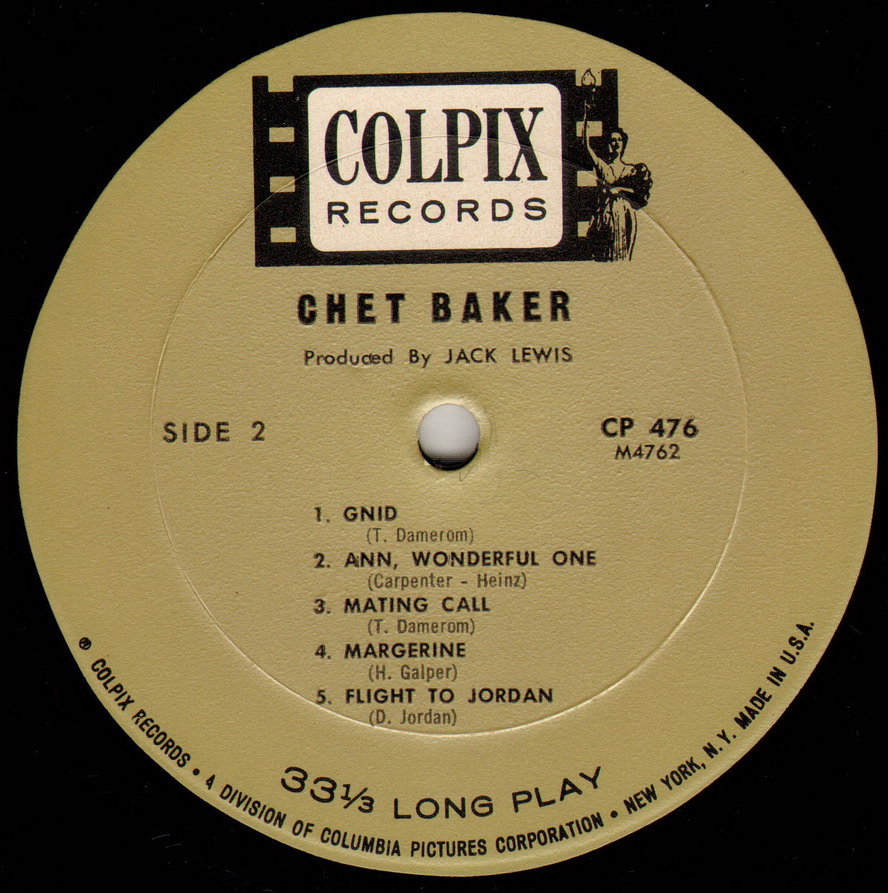 COLPIX
RECORDS
CHET BAKER
Produced By JACK LEWIS
SIDE 2
CP 476
M4762
1. GNID
(T. Damerom)
2. ANN, WONDERFUL ONE
(Carpenter - Heinz)
3. MATING CALL
(T. Damerom)
4. MARGERINE
(H. Galper)
5. FLIGHT TO JORDAN
(D. Jordan)
33⅓ LONG PLAY
® COLPIX RECORDS • A DIVISION OF COLUMBIA PICTURES CORPORATION • NEW YORK, N.Y. MADE IN U.S.A.